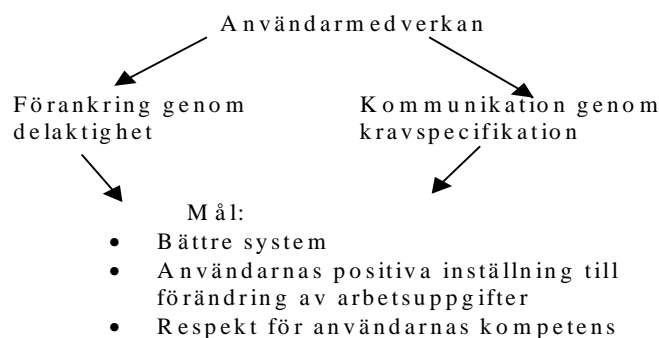 Användarmedverkan
Förankring genom
delaktighet
Kommunikation genom
kravspecifikation
Mål:
• Bättre system
• Användarnas positiva inställning till
förändring av arbetsuppgifter
• Respekt för användarnas kompetens